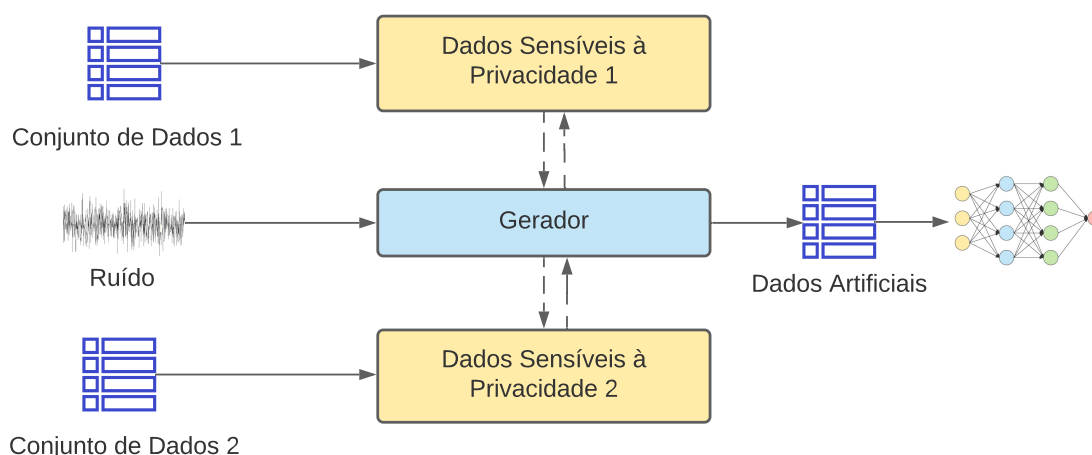 Dados Sensíveis à
Privacidade 1
Conjunto de Dados 1
Gerador
Ruído
Dados Artificiais
Dados Sensíveis à
Privacidade 2
Conjunto de Dados 2